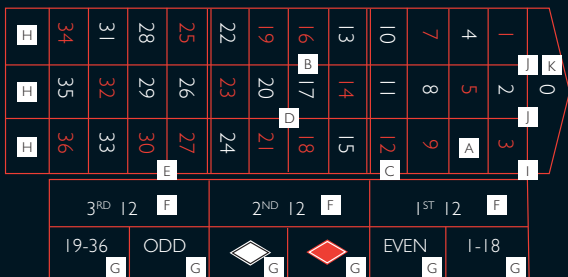 H 34 31 28 25 22 19 16 13 10 7 4 1
B J K
H 35 32 29 26 23 20 17 14 11 8 5 2 0
D J
H 36 33 30 27 24 21 18 15 12 9 A 3
E C I
3RD 12 F 2ND 12 F 1ST 12 F
19-36 ODD EVEN 1-18
G G G G G G